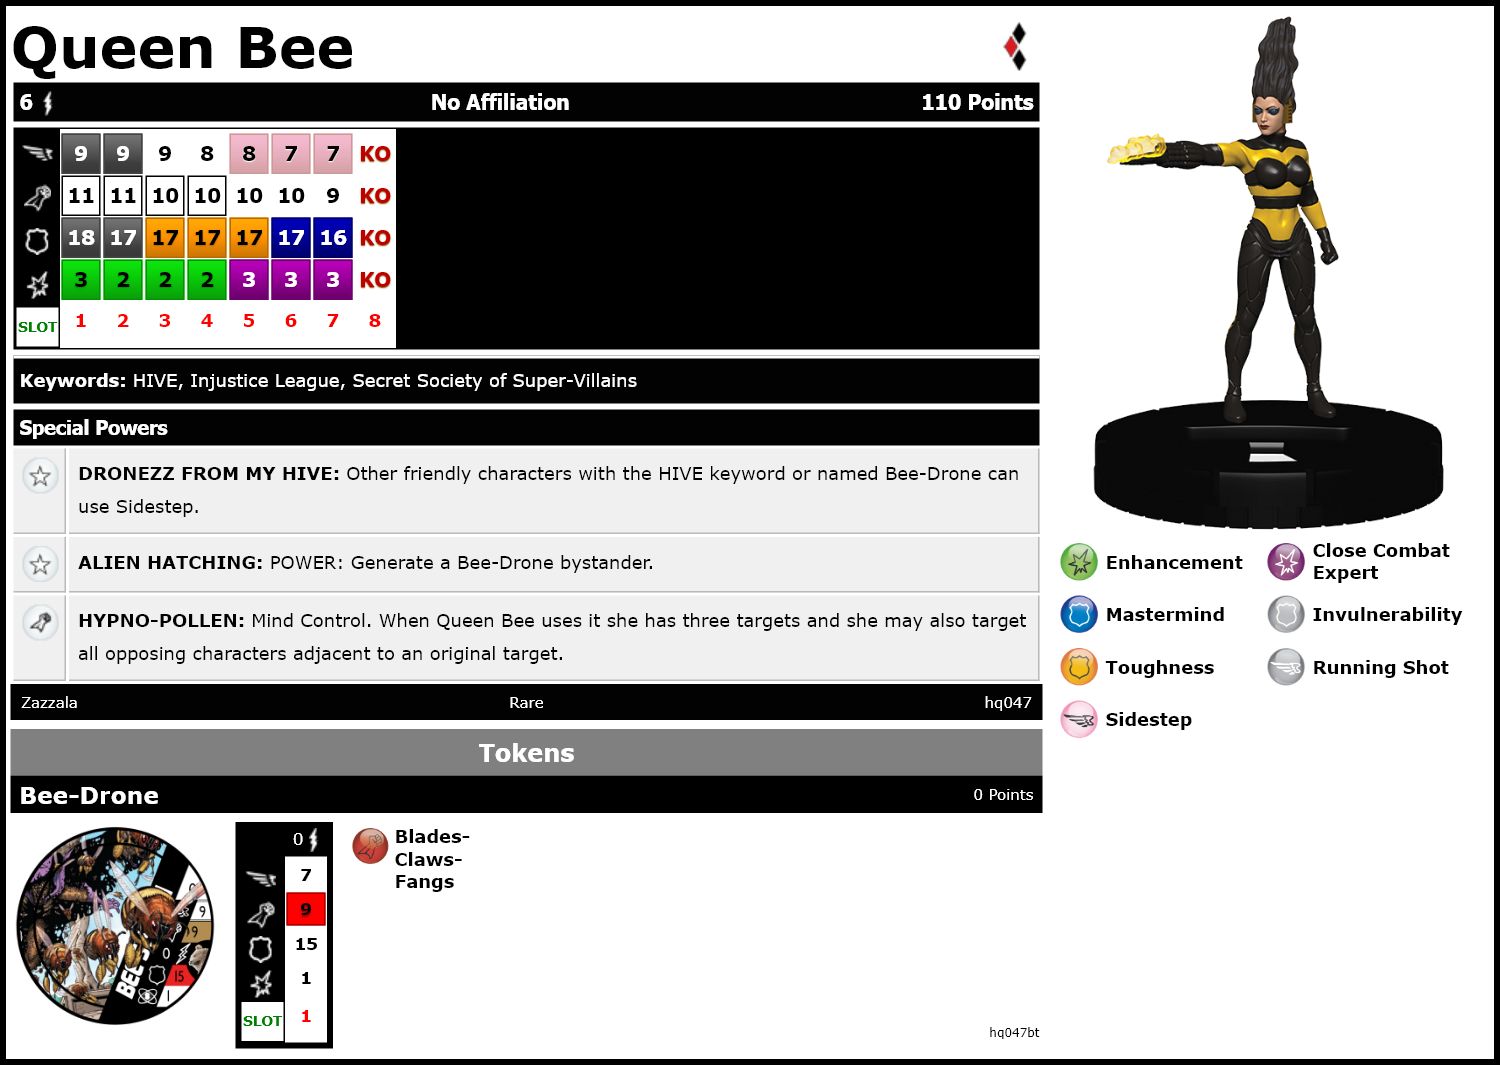 Queen Bee
6 No Affiliation 110 Points
9 9 9 8 8 7 7 KO
11 11 10 10 10 10 9 KO
18 17 17 17 17 17 16 KO
3 2 2 2 3 3 3 KO
SLOT 1 2 3 4 5 6 7 8
Keywords: HIVE, Injustice League, Secret Society of Super-Villains
Special Powers
DRONEZZ FROM MY HIVE: Other friendly characters with the HIVE keyword or named Bee-Drone can
use Sidestep.
ALIEN HATCHING: POWER: Generate a Bee-Drone bystander.
HYPNO-POLLEN: Mind Control. When Queen Bee uses it she has three targets and she may also target
all opposing characters adjacent to an original target.
Zazzala Rare hq047
Enhancement
Close Combat
Expert
Mastermind
Invulnerability
Toughness
Running Shot
Sidestep
Tokens
Bee-Drone 0 Points
9
9
0
15
1
0
7
9
15
1
SLOT 1
Blades-
Claws-
Fangs
hq047bt